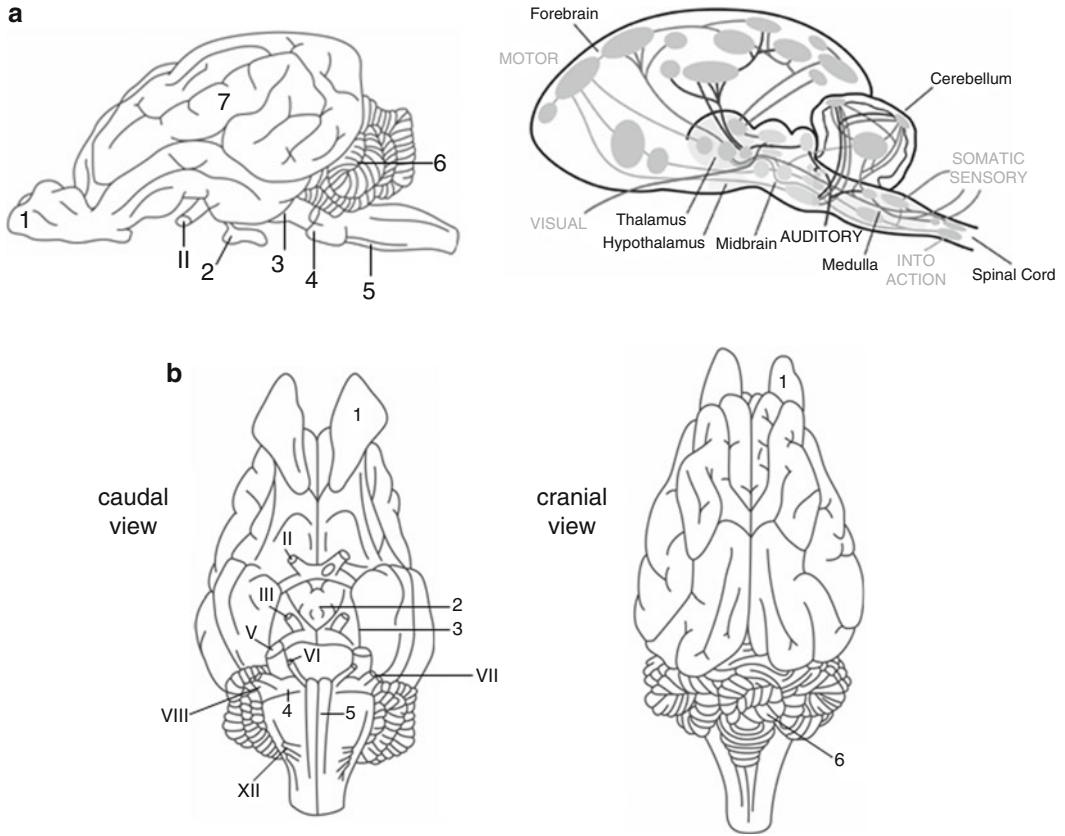 a
1
7
6
II
2
3
4
5
Forebrain
MOTOR
Cerebellum
SOMATIC
SENSORY
VISUAL
Thalamus
Hypothalamus
Midbrain
AUDITORY
Medulla
INTO
ACTION
Spinal Cord
b
caudal
view
1
II
III
2
3
V
VI
VII
VIII
4
5
XII
cranial
view
1
6